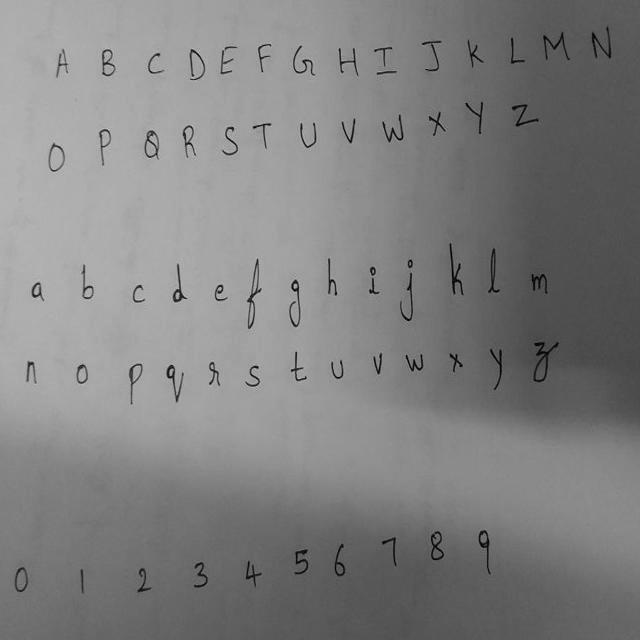 A B C D E F G H I J K L M N
O P Q R S T U V W X Y Z
a b c d e f g h i j k l m
n o p q r s t u v w x y z
0 1 2 3 4 5 6 7 8 9